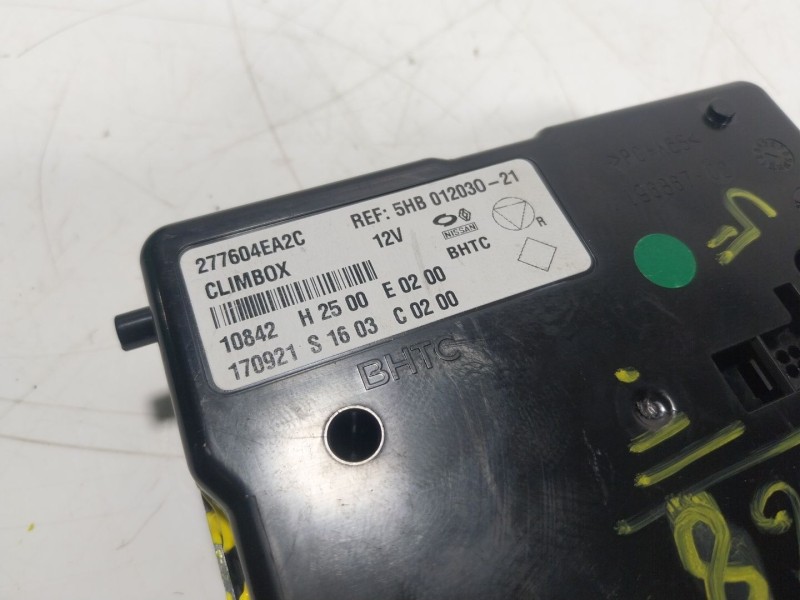 277604EA2C REF: 5HB 012030-21
CLIMBOX 12V NISSAN R
BHTC
10842 H 25 00 E 02 00
170921 S 16 03 C 02 00
BHTC